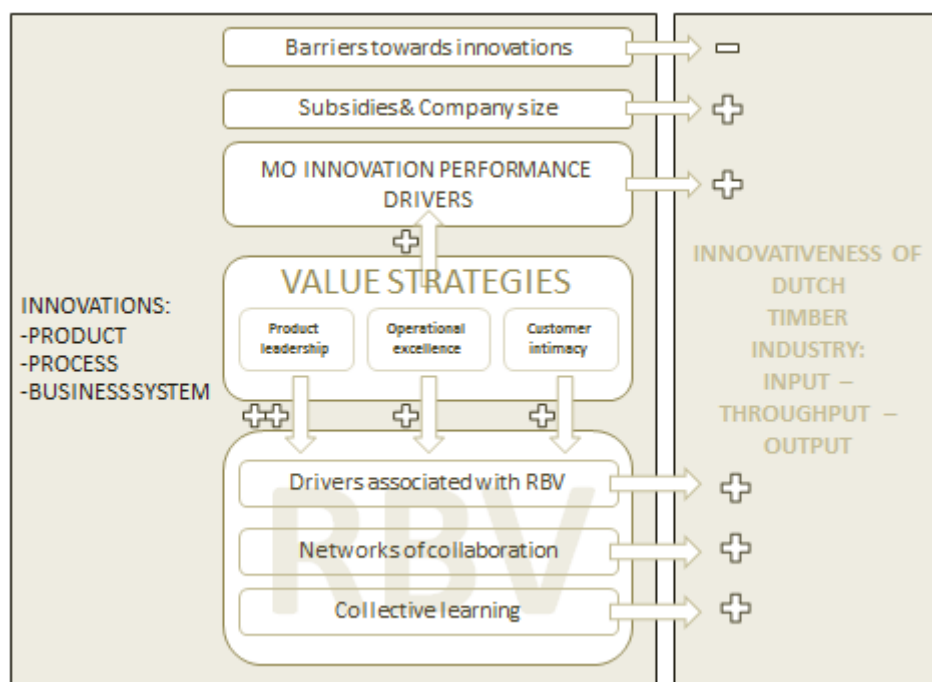 Barriers towards innovations
Subsidies& Company size
MO INNOVATION PERFORMANCE
DRIVERS
VALUE STRATEGIES
Product
leadership
Operational
excellence
Customer
intimacy
INNOVATIONS:
-PRODUCT
-PROCESS
-BUSINESS SYSTEM
RBV
Drivers associated with RBV
Networks of collaboration
Collective learning
INNOVATIVENESS OF
DUTCH
TIMBER
INDUSTRY:
INPUT –
THROUGHPUT –
OUTPUT